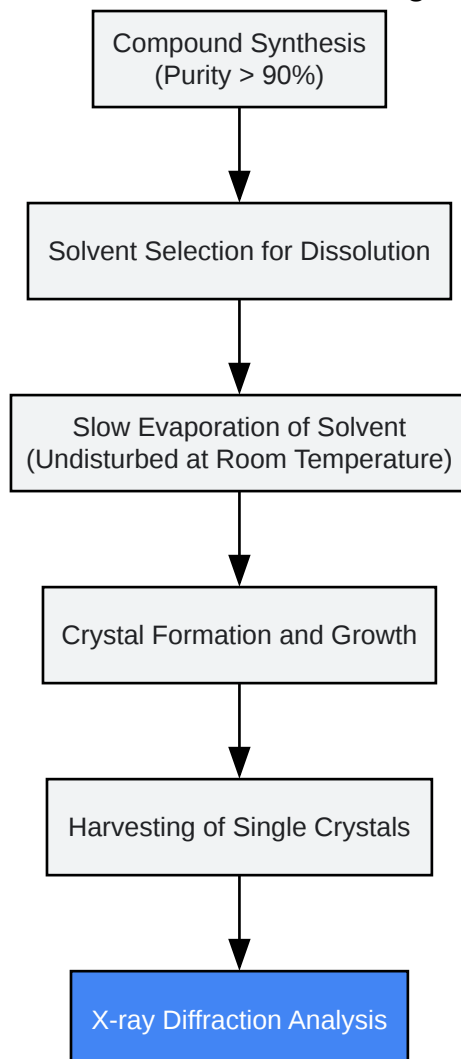 Compound Synthesis
(Purity > 90%)
Solvent Selection for Dissolution
Slow Evaporation of Solvent
(Undisturbed at Room Temperature)
Crystal Formation and Growth
Harvesting of Single Crystals
X-ray Diffraction Analysis